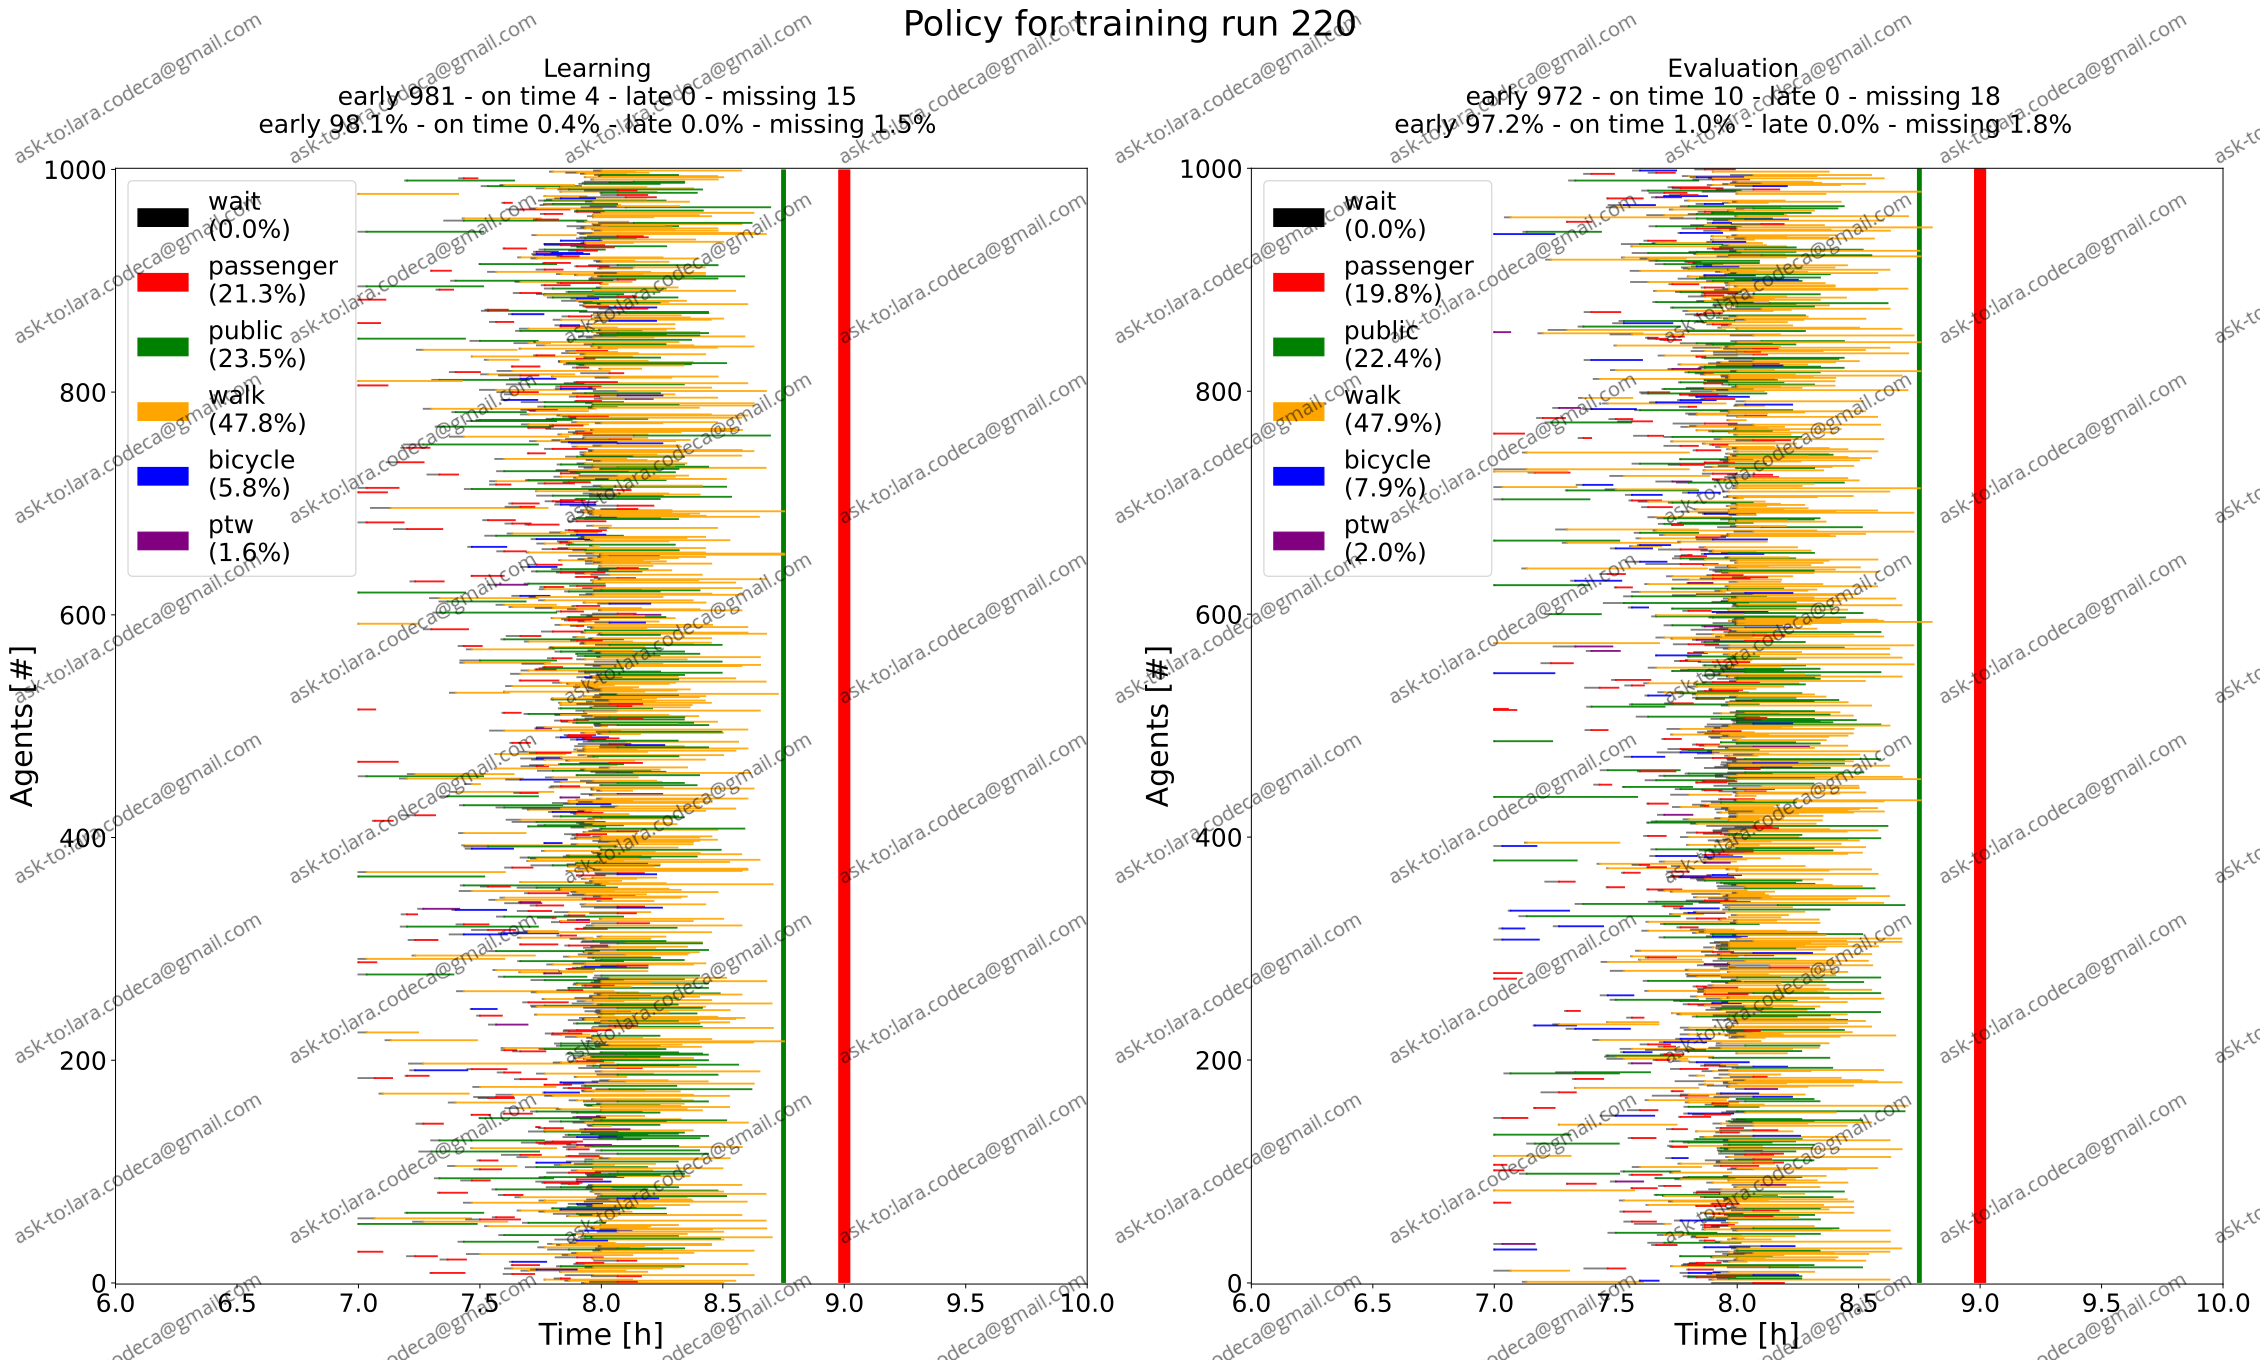 Policy for training run 220
Learning
early 981 - on time 4 - late 0 - missing 15
early 98.1% - on time 0.4% - late 0.0% - missing 1.5%
wait
(0.0%)
passenger
(21.3%)
public
(23.5%)
walk
(47.8%)
bicycle
(5.8%)
ptw
(1.6%)
Agents [#]
1000
800
600
400
200
0
6.0 6.5 7.0 7.5 8.0 8.5 9.0 9.5 10.0
Time [h]
Evaluation
early 972 - on time 10 - late 0 - missing 18
early 97.2% - on time 1.0% - late 0.0% - missing 1.8%
wait
(0.0%)
passenger
(19.8%)
public
(22.4%)
walk
(47.9%)
bicycle
(7.9%)
ptw
(2.0%)
Agents [#]
1000
800
600
400
200
0
6.0 6.5 7.0 7.5 8.0 8.5 9.0 9.5 10.0
Time [h]
ask-to:lara.codeca@gmail.com